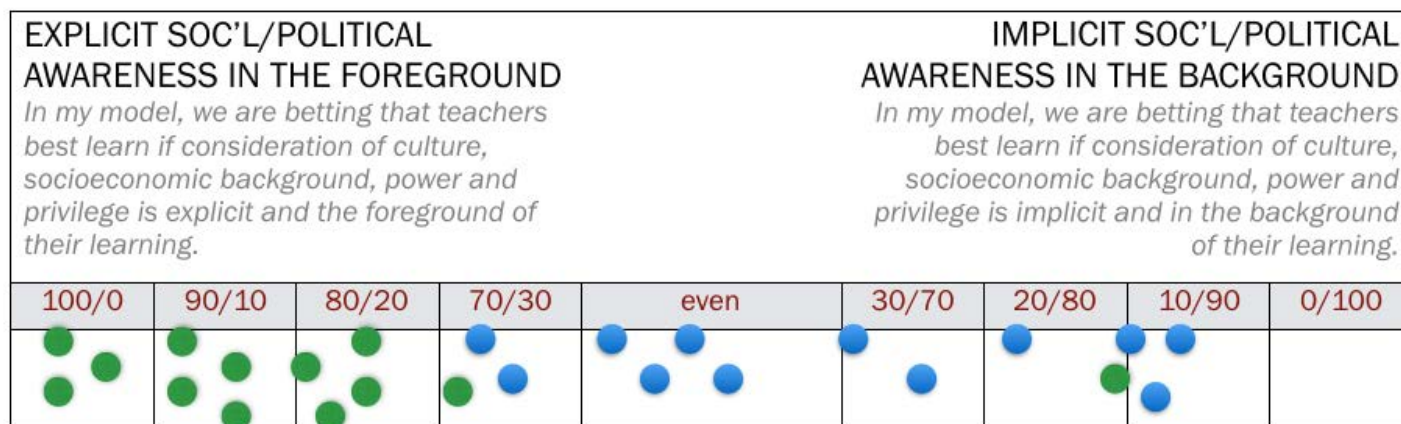 EXPLICIT SOC’L/POLITICAL
AWARENESS IN THE FOREGROUND
In my model, we are betting that teachers
best learn if consideration of culture,
socioeconomic background, power and
privilege is explicit and the foreground of
their learning.
IMPLICIT SOC’L/POLITICAL
AWARENESS IN THE BACKGROUND
In my model, we are betting that teachers
best learn if consideration of culture,
socioeconomic background, power and
privilege is implicit and in the background
of their learning.
100/0 90/10 80/20 70/30 even 30/70 20/80 10/90 0/100